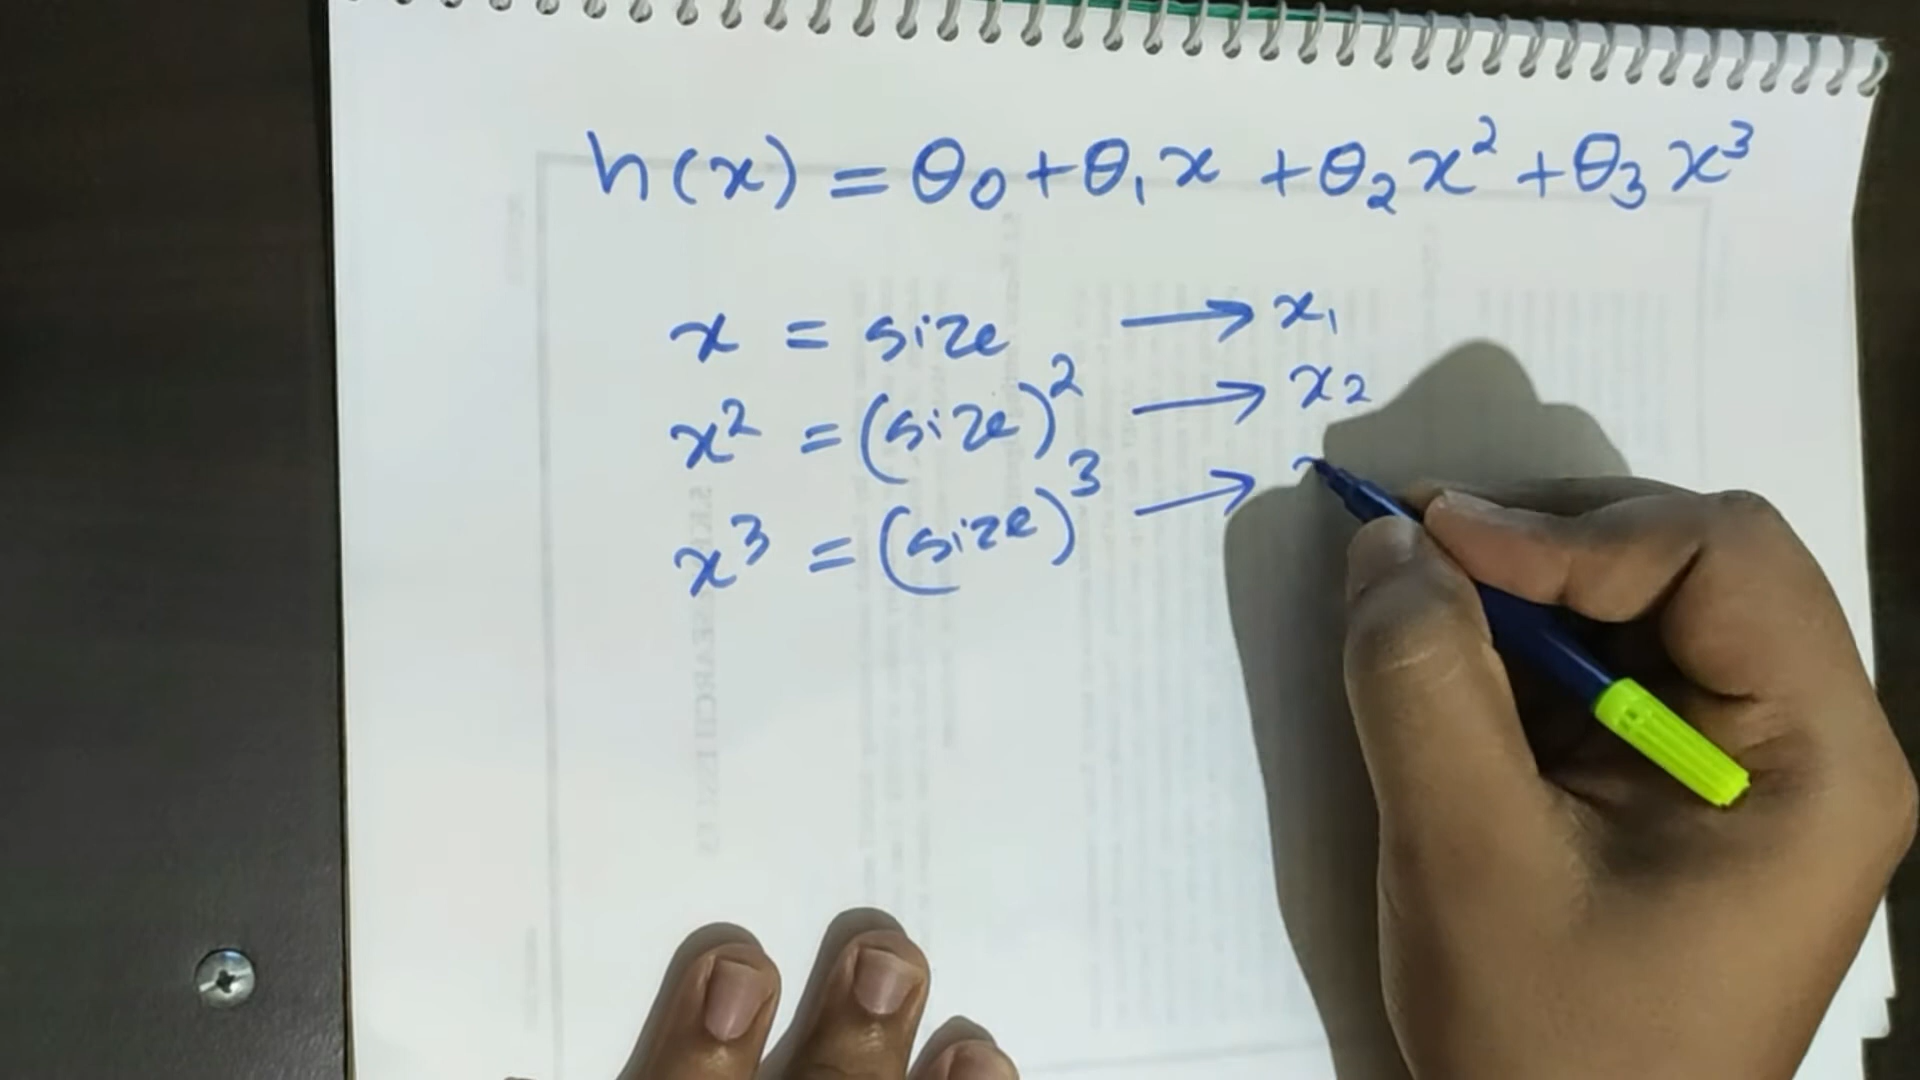 h(x) = θ₀ + θ₁x + θ₂x² + θ₃x³
x = size → x₁
x² = (size)² → x₂
x³ = (size)³ →